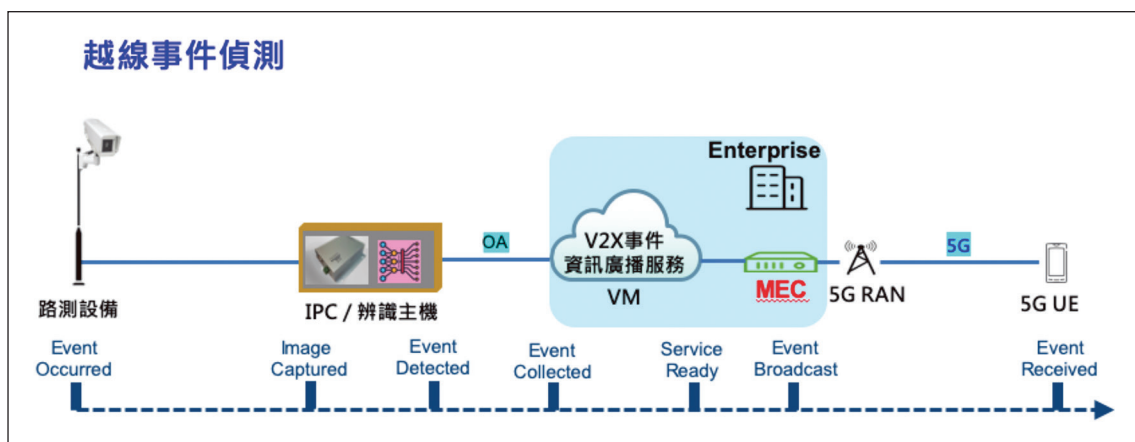 越線事件偵測
Enterprise
OA
V2X事件
資訊廣播服務
VM
MEC
5G RAN
5G
5G UE
路測設備
IPC / 辨識主機
Event
Occurred
Image
Captured
Event
Detected
Event
Collected
Service
Ready
Event
Broadcast
Event
Received